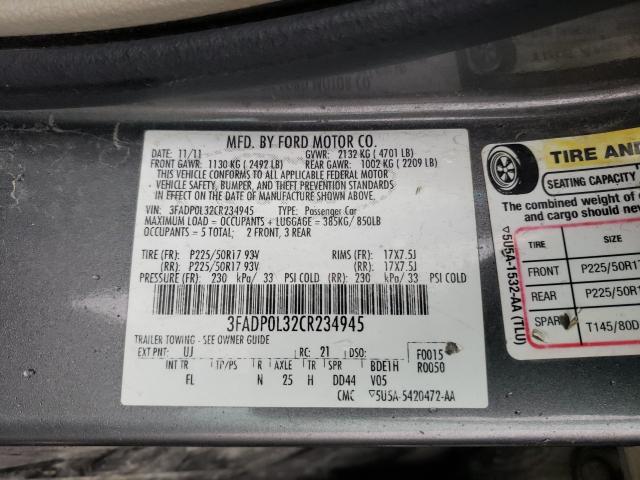 MFD. BY FORD MOTOR CO.
DATE: 11/11 GVWR: 2132 KG ( 4701 LB)
FRONT GAWR: 1130 KG ( 2492 LB) REAR GAWR: 1002 KG ( 2209 LB)
THIS VEHICLE CONFORMS TO ALL APPLICABLE FEDERAL MOTOR
VEHICLE SAFETY, BUMPER, AND THEFT PREVENTION STANDARDS
IN EFFECT ON THE DATE OF MANUFACTURE SHOWN ABOVE.
VIN: 3FADP0L32CR234945 TYPE: Passenger Car
MAXIMUM LOAD = OCCUPANTS + LUGGAGE = 385KG/ 850LB
OCCUPANTS = 5 TOTAL: 2 FRONT, 3 REAR
TIRE (FR): P225/50R17 93V RIMS (FR): 17X7.5J
(RR): P225/50R17 93V (RR): 17X7.5J
PRESSURE (FR): 230 kPa/ 33 PSI COLD (RR): 230 kPa/ 33 PSI COLD
3FADP0L32CR234945
TRAILER TOWING - SEE OWNER GUIDE
EXT PNT: UJ RC: 21 DSO: F0015
R0050
INT TR TP/PS R AXLE TR SPR BDE1H
FL N 25 H DD44 V05
CMC ▽5U5A-5420472-AA
TIRE AND
SEATING CAPACITY
The combined weight of
and cargo should
▽5U5A-1532-AA (TLU)
TIRE SIZE
FRONT P225/50R17
REAR P225/50R1
SPAR T145/80D